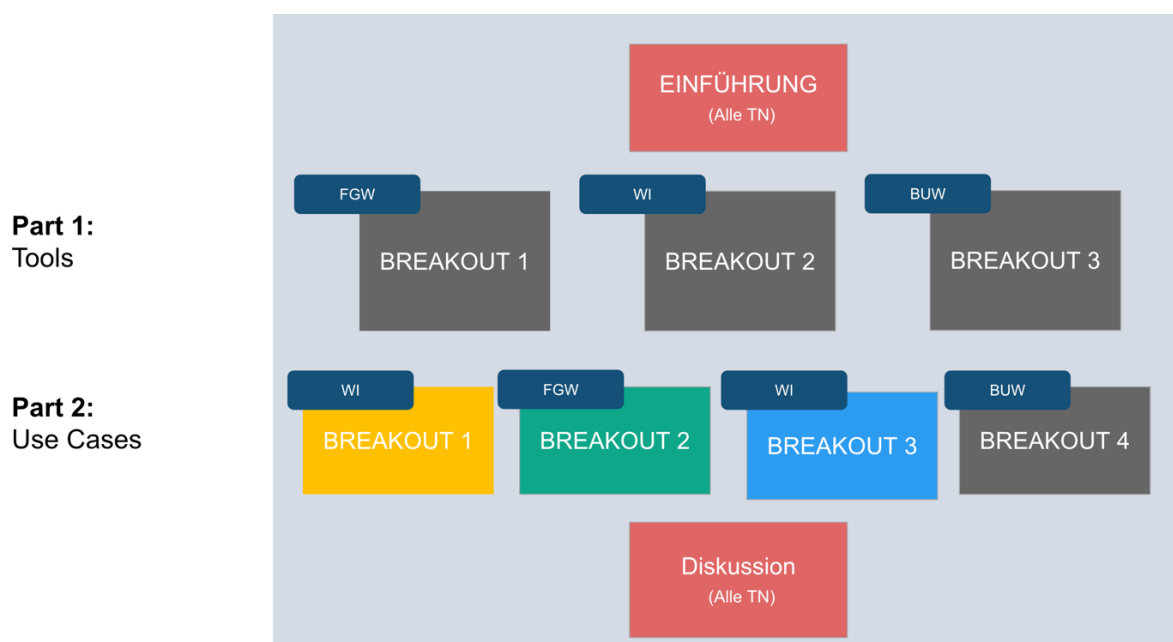 EINFÜHRUNG
(Alle TN)
Part 1:
Tools
FGW
BREAKOUT 1
WI
BREAKOUT 2
BUW
BREAKOUT 3
Part 2:
Use Cases
WI
BREAKOUT 1
FGW
BREAKOUT 2
WI
BREAKOUT 3
BUW
BREAKOUT 4
Diskussion
(Alle TN)